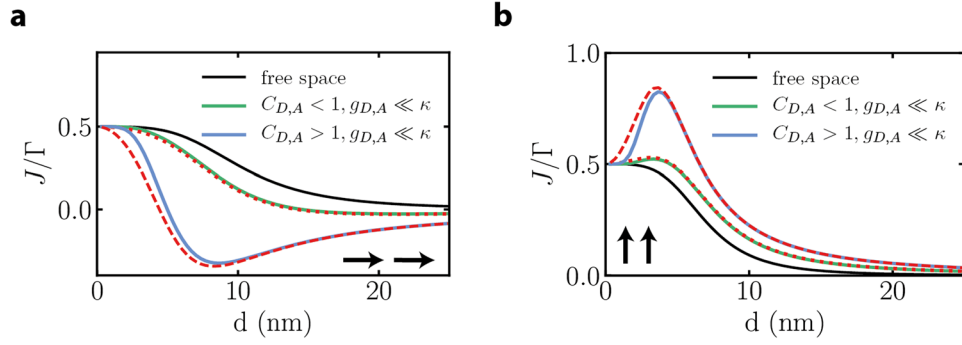 a
free space
C_{D,A} < 1, g_{D,A} ≪ κ
C_{D,A} > 1, g_{D,A} ≪ κ
0.5
0.0
J/Γ
0
10
20
d (nm)
b
1.0
free space
C_{D,A} < 1, g_{D,A} ≪ κ
C_{D,A} > 1, g_{D,A} ≪ κ
0.5
0.0
J/Γ
0
10
20
d (nm)